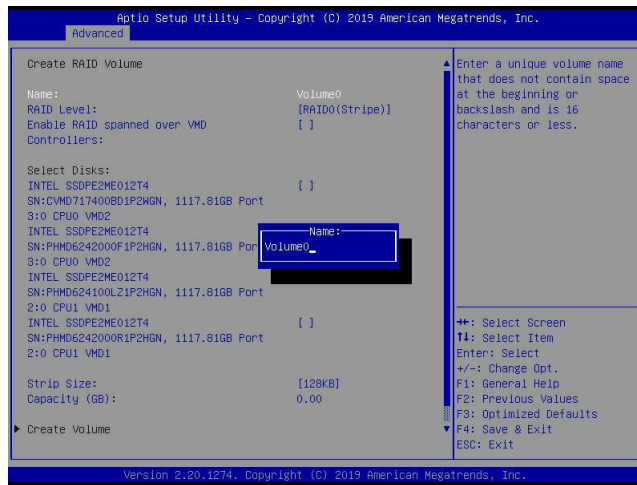 Aptio Setup Utility – Copyright (C) 2019 American Megatrends, Inc.
Advanced
Create RAID Volume
Name: Volume0
RAID Level: [RAID0(Stripe)]
Enable RAID spanned over VMD [ ]
Controllers:
Select Disks:
INTEL SSDPE2ME012T4 [ ]
SN:CVMD717400BD1P2WGN, 1117.81GB Port
3:0 CPU0 VMD2
INTEL SSDPE2ME012T4
SN:PHMD6242000F1P2HGN, 1117.81GB Por
3:0 CPU0 VMD2
INTEL SSDPE2ME012T4
SN:PHMD624100LZ1P2HGN, 1117.81GB Port
2:0 CPU1 VMD1
INTEL SSDPE2ME012T4 [ ]
SN:PHMD6242000R1P2HGN, 1117.81GB Port
2:0 CPU1 VMD1
Strip Size: [128KB]
Capacity (GB): 0.00
Create Volume
Name:
Volume0_
Enter a unique volume name
that does not contain space
at the beginning or
backslash and is 16
characters or less.
→←: Select Screen
↑↓: Select Item
Enter: Select
+/-: Change Opt.
F1: General Help
F2: Previous Values
F3: Optimized Defaults
F4: Save & Exit
ESC: Exit
Version 2.20.1274. Copyright (C) 2019 American Megatrends, Inc.